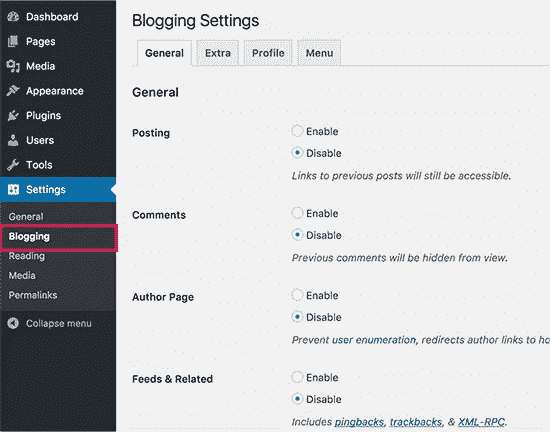 Dashboard
Pages
Media
Appearance
Plugins
Users
Tools
Settings
General
Blogging
Reading
Media
Permalinks
Collapse menu
Blogging Settings
General Extra Profile Menu
General
Posting
Enable
Disable
Links to previous posts will still be accessible.
Comments
Enable
Disable
Previous comments will be hidden from view.
Author Page
Enable
Disable
Prevent user enumeration, redirects author links to ho
Feeds & Related
Enable
Disable
Includes pingbacks, trackbacks, & XML-RPC.